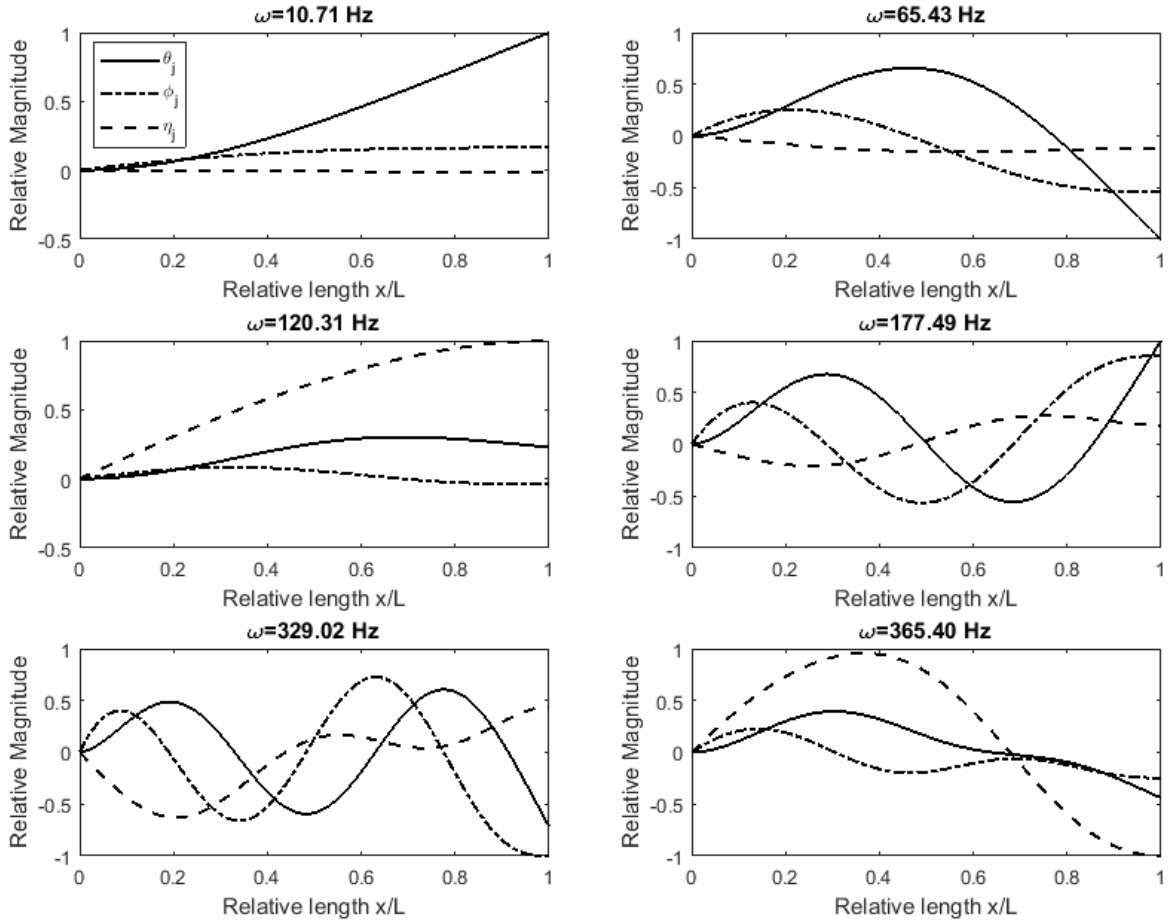 ω=10.71 Hz
1
0.5
0
-0.5
Relative Magnitude
θj
ϕj
ηj
0 0.2 0.4 0.6 0.8 1
Relative length x/L
ω=65.43 Hz
1
0.5
0
-0.5
-1
Relative Magnitude
0 0.2 0.4 0.6 0.8 1
Relative length x/L
ω=120.31 Hz
1
0.5
0
-0.5
Relative Magnitude
0 0.2 0.4 0.6 0.8 1
Relative length x/L
ω=177.49 Hz
1
0.5
0
-0.5
-1
Relative Magnitude
0 0.2 0.4 0.6 0.8 1
Relative length x/L
ω=329.02 Hz
1
0.5
0
-0.5
-1
Relative Magnitude
0 0.2 0.4 0.6 0.8 1
Relative length x/L
ω=365.40 Hz
1
0.5
0
-0.5
-1
Relative Magnitude
0 0.2 0.4 0.6 0.8 1
Relative length x/L